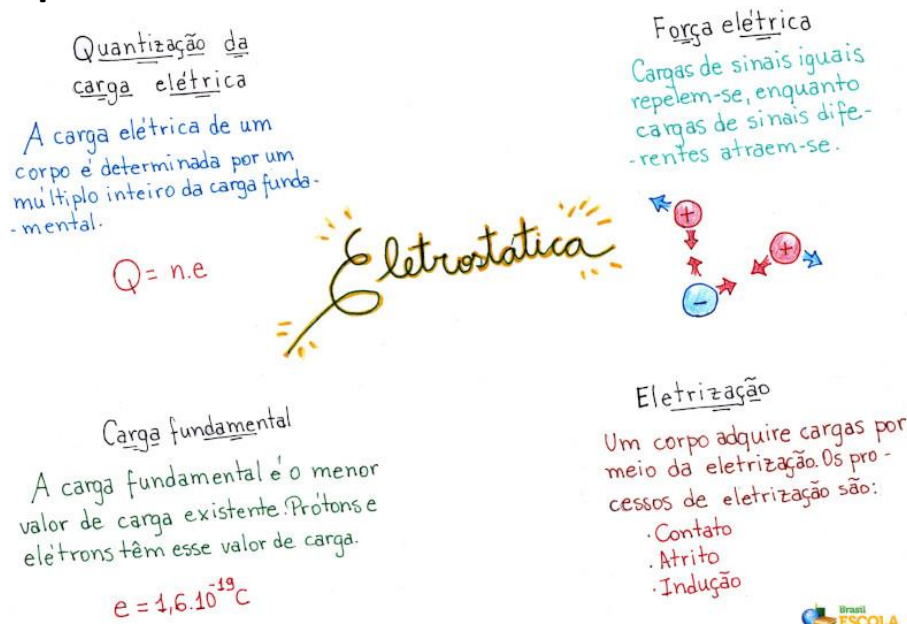 Quantização da
carga elétrica
A carga elétrica de um
corpo é determinada por um
múltiplo inteiro da carga funda-
-mental.
Q = n.e
Eletrostática
Força elétrica
Cargas de sinais iguais
repelem-se, enquanto
cargas de sinais dife-
-rentes atraem-se.
+
+
−
Carga fundamental
A carga fundamental é o menor
valor de carga existente. Prótons e
elétrons têm esse valor de carga.
e = 1,6.10⁻¹⁹C
Eletrização
Um corpo adquire cargas por
meio da eletrização. Os pro-
cessos de eletrização são:
· Contato
· Atrito
· Indução
Brasil
ESCOLA